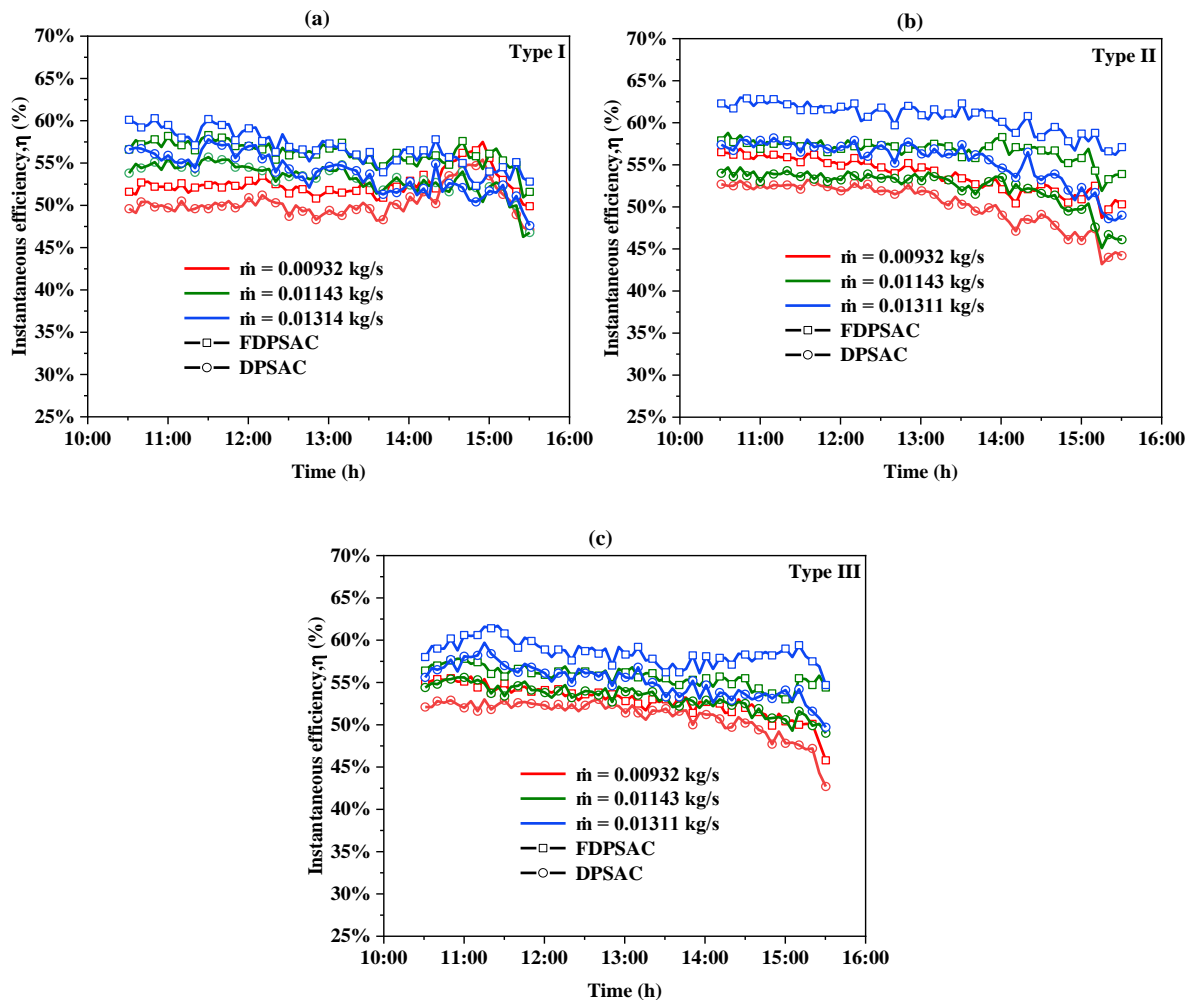 (a)
Type I
70%
65%
60%
55%
50%
45%
40%
35%
30%
25%
Instantaneous efficiency,η (%)
ṁ = 0.00932 kg/s
ṁ = 0.01143 kg/s
ṁ = 0.01314 kg/s
FDPSAC
DPSAC
10:00 11:00 12:00 13:00 14:00 15:00 16:00
Time (h)
(b)
Type II
70%
65%
60%
55%
50%
45%
40%
35%
30%
25%
Instantaneous efficiency,η (%)
ṁ = 0.00932 kg/s
ṁ = 0.01143 kg/s
ṁ = 0.01311 kg/s
FDPSAC
DPSAC
10:00 11:00 12:00 13:00 14:00 15:00 16:00
Time (h)
(c)
Type III
70%
65%
60%
55%
50%
45%
40%
35%
30%
25%
Instantaneous efficiency,η (%)
ṁ = 0.00932 kg/s
ṁ = 0.01143 kg/s
ṁ = 0.01311 kg/s
FDPSAC
DPSAC
10:00 11:00 12:00 13:00 14:00 15:00 16:00
Time (h)